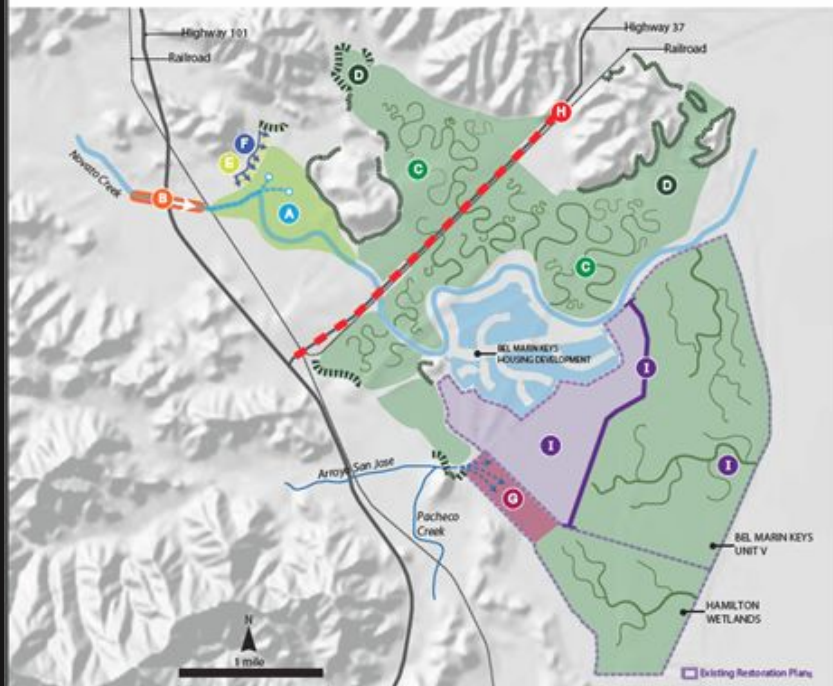 Highway 101
Railroad
Highway 37
Railroad
D
F
E
H
Novato Creek
B
C
A
D
C
BEL MARIN KEYS
HOUSING DEVELOPMENT
I
I
I
Arroyo San Jose
G
Pacheco
Creek
BEL MARIN KEYS
UNIT V
HAMILTON
WETLANDS
N
1 mile
Existing Restoration Plans